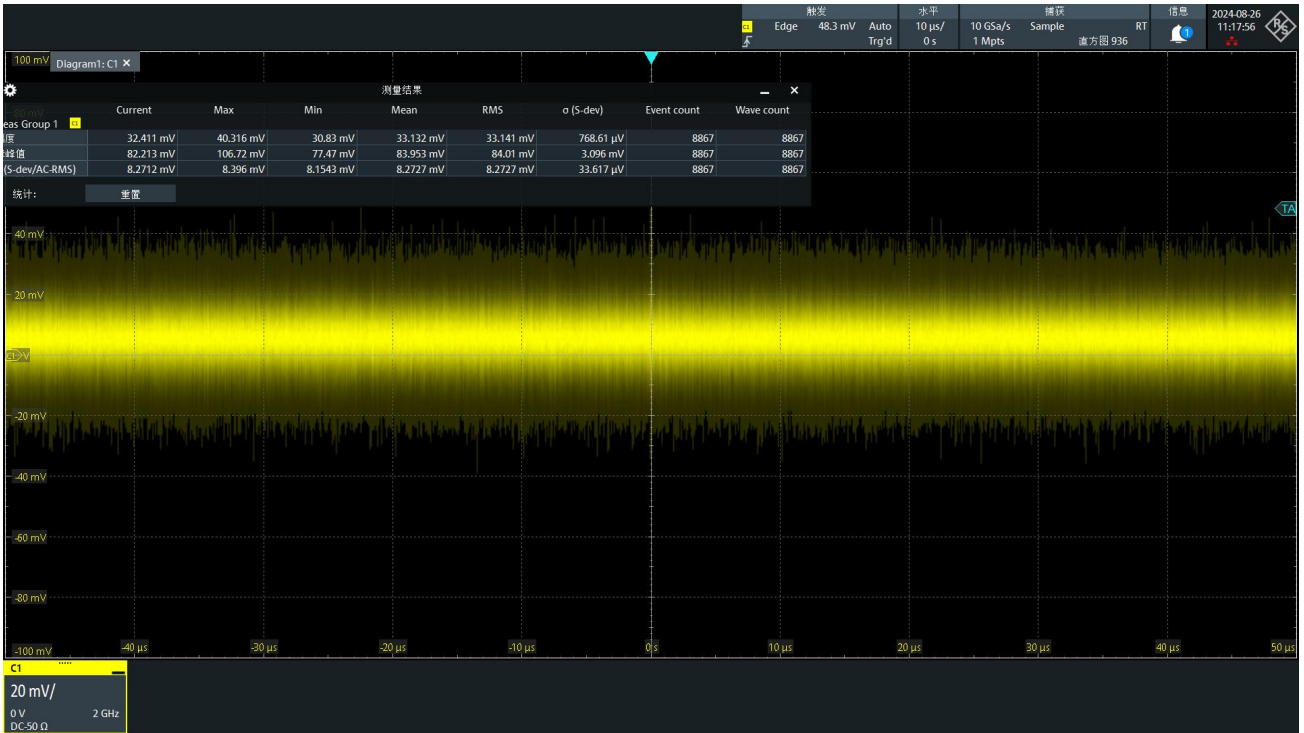 触发 水平 捕获 信息 2024-08-26
C1 Edge 48.3 mV Auto 10 µs/ 10 GSa/s Sample RT 1 11:17:56
Trg'd 0 s 1 Mpts 直方图 936
100 mV Diagram1: C1 ×
测量结果
Current Max Min Mean RMS σ (S-dev) Event count Wave count
eas Group 1 C1
度 32.411 mV 40.316 mV 30.83 mV 33.132 mV 33.141 mV 768.61 µV 8867 8867
峰值 82.213 mV 106.72 mV 77.47 mV 83.953 mV 84.01 mV 3.096 mV 8867 8867
(S-dev/AC-RMS) 8.2712 mV 8.396 mV 8.1543 mV 8.2727 mV 8.2727 mV 33.617 µV 8867 8867
统计: 重置
TA
40 mV
20 mV
C1 V
-20 mV
-40 mV
-60 mV
-80 mV
-100 mV -40 µs -30 µs -20 µs -10 µs 0 s 10 µs 20 µs 30 µs 40 µs 50 µs
C1
20 mV/
0 V 2 GHz
DC-50 Ω